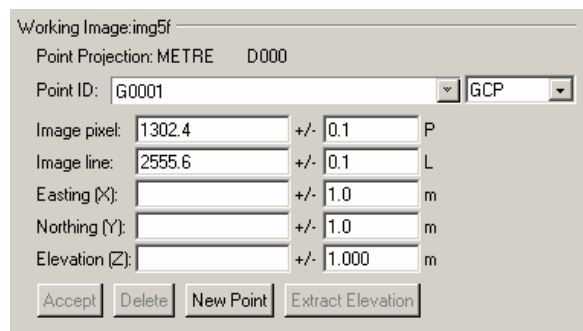 Working Image:img5f
Point Projection: METRE D000
Point ID: G0001 GCP
Image pixel: 1302.4 +/- 0.1 P
Image line: 2555.6 +/- 0.1 L
Easting (X): +/- 1.0 m
Northing (Y): +/- 1.0 m
Elevation (Z): +/- 1.000 m
Accept Delete New Point Extract Elevation